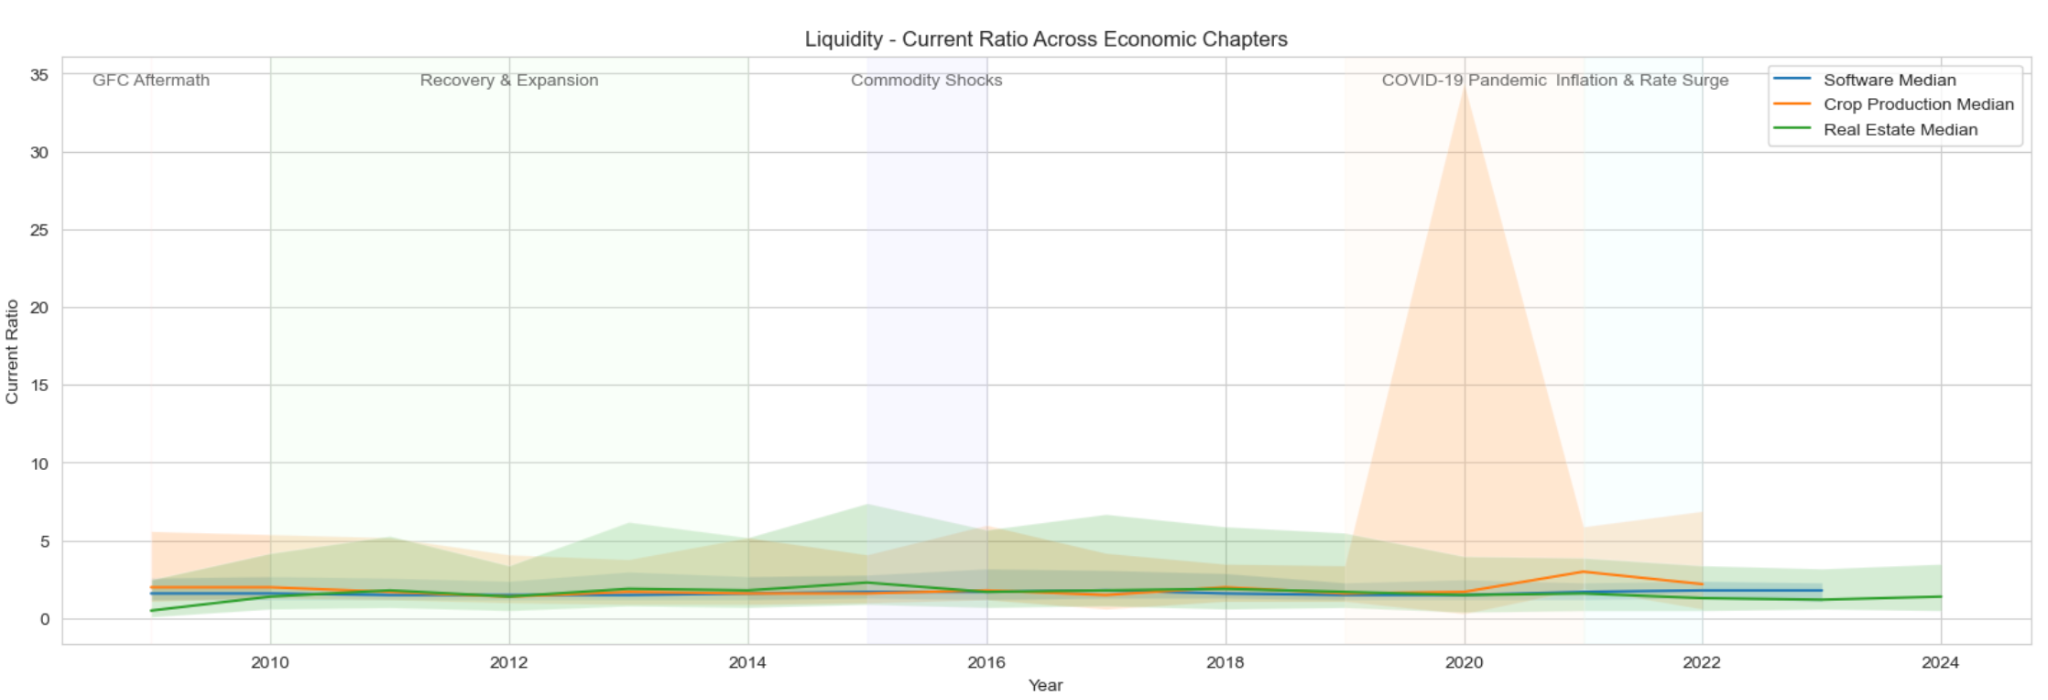 Liquidity - Current Ratio Across Economic Chapters
GFC Aftermath
Recovery & Expansion
Commodity Shocks
COVID-19 Pandemic
Inflation & Rate Surge
Software Median
Crop Production Median
Real Estate Median
Current Ratio
35
30
25
20
15
10
5
0
2010
2012
2014
2016
2018
2020
2022
2024
Year